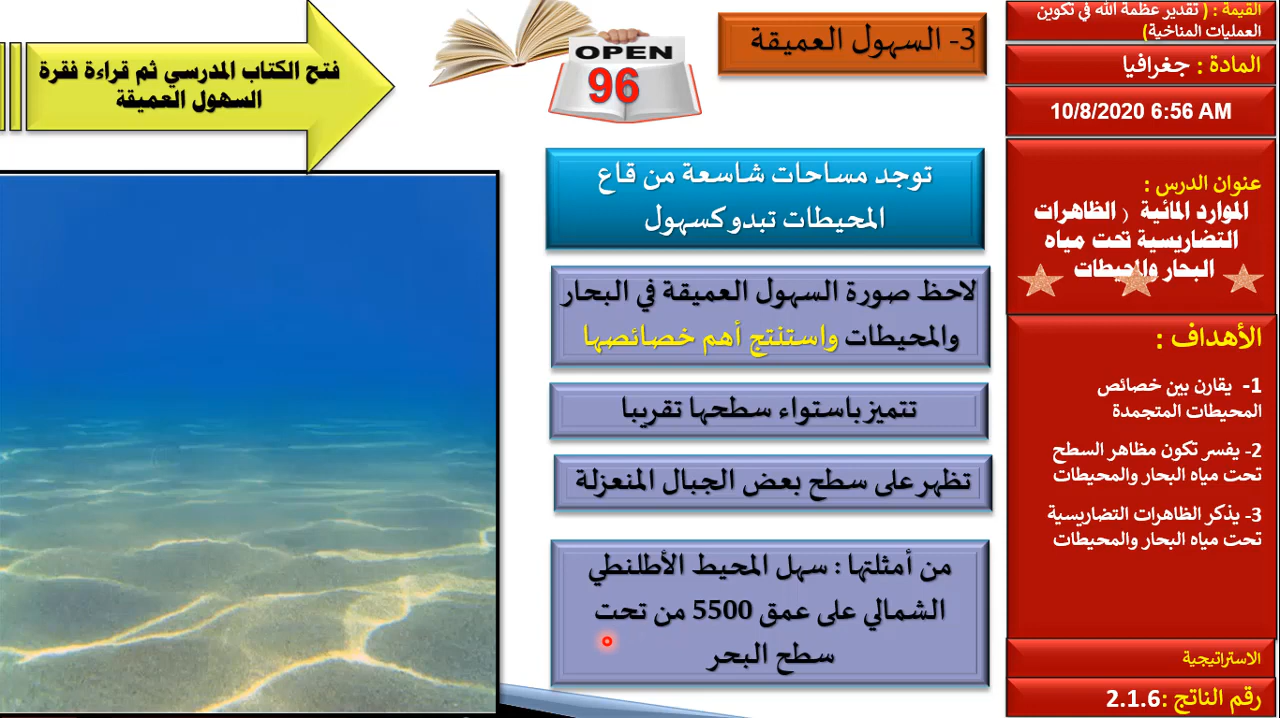 القيمة : ( تقدير عظمة الله في تكوين
العمليات المناخية)
المادة : جغرافيا
10/8/2020 6:56 AM
عنوان الدرس :
الموارد المائية ( الظاهرات
التضاريسية تحت مياه
البحار والمحيطات
الأهداف :
1- يقارن بين خصائص
المحيطات المتجمدة
2- يفسر تكون مظاهر السطح
تحت مياه البحار والمحيطات
3- يذكر الظاهرات التضاريسية
تحت مياه البحار والمحيطات
الاستراتيجية
رقم الناتج :2.1.6
3- السهول العميقة
OPEN
96
فتح الكتاب المدرسي ثم قراءة فقرة
السهول العميقة
توجد مساحات شاسعة من قاع
المحيطات تبدو كسهول
لاحظ صورة السهول العميقة في البحار
والمحيطات واستنتج أهم خصائصها
تتميز باستواء سطحها تقريبا
تظهر على سطح بعض الجبال المنعزلة
من أمثلتها : سهل المحيط الأطلنطي
الشمالي على عمق 5500 من تحت
سطح البحر